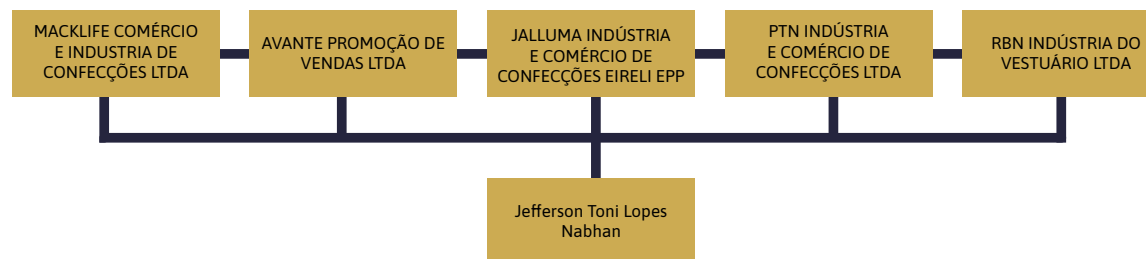 MACKLIFE COMÉRCIO
E INDUSTRIA DE
CONFECÇÕES LTDA
AVANTE PROMOÇÃO DE
VENDAS LTDA
JALLUMA INDÚSTRIA
E COMÉRCIO DE
CONFECÇÕES EIRELI EPP
PTN INDÚSTRIA
E COMÉRCIO DE
CONFECÇÕES LTDA
RBN INDÚSTRIA DO
VESTUÁRIO LTDA
Jefferson Toni Lopes
Nabhan